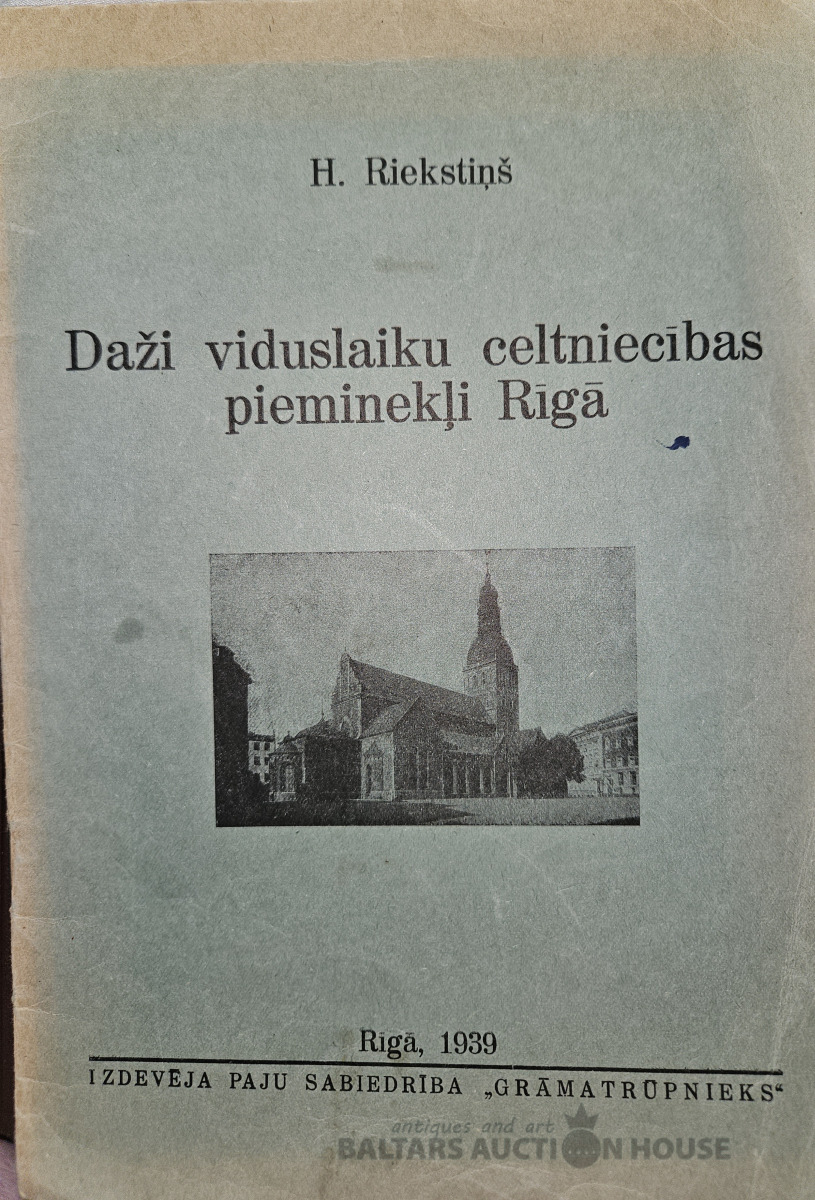 H. Riekstiņš
Daži viduslaiku celtniecības
pieminekļi Rīgā
Rīgā, 1939
IZDEVĒJA PAJU SABIEDRĪBA „GRĀMATRŪPNIEKS“
antiques and art
BALTARS AUCTION HOUSE